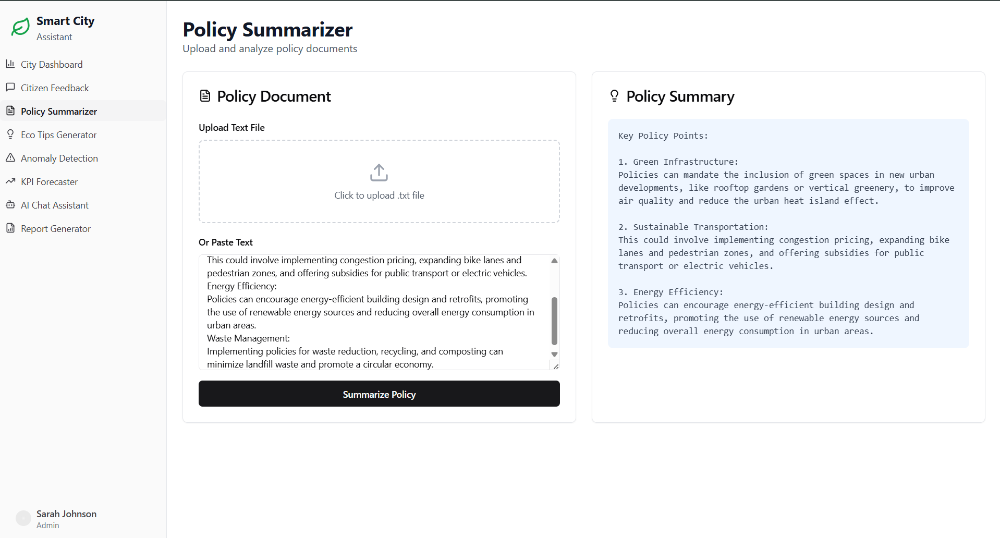 Smart City
Assistant
City Dashboard
Citizen Feedback
Policy Summarizer
Eco Tips Generator
Anomaly Detection
KPI Forecaster
AI Chat Assistant
Report Generator
Sarah Johnson
Admin
Policy Summarizer
Upload and analyze policy documents
Policy Document
Upload Text File
Click to upload .txt file
Or Paste Text
This could involve implementing congestion pricing, expanding bike lanes and
pedestrian zones, and offering subsidies for public transport or electric vehicles.
Energy Efficiency:
Policies can encourage energy-efficient building design and retrofits, promoting
the use of renewable energy sources and reducing overall energy consumption in
urban areas.
Waste Management:
Implementing policies for waste reduction, recycling, and composting can
minimize landfill waste and promote a circular economy.
Summarize Policy
Policy Summary
Key Policy Points:
1. Green Infrastructure:
Policies can mandate the inclusion of green spaces in new urban
developments, like rooftop gardens or vertical greenery, to improve
air quality and reduce the urban heat island effect.
2. Sustainable Transportation:
This could involve implementing congestion pricing, expanding bike
lanes and pedestrian zones, and offering subsidies for public
transport or electric vehicles.
3. Energy Efficiency:
Policies can encourage energy-efficient building design and
retrofits, promoting the use of renewable energy sources and
reducing overall energy consumption in urban areas.